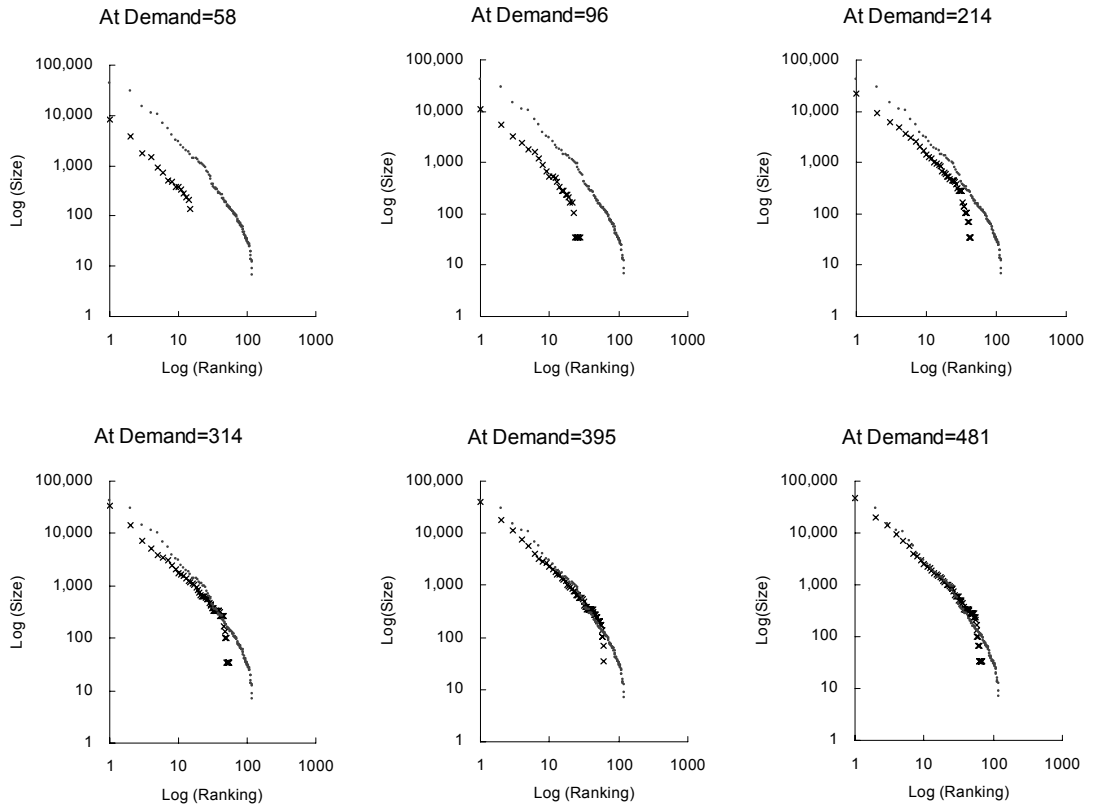 At Demand=58
At Demand=96
At Demand=214
100,000
10,000
1,000
100
10
1
Log (Size)
1 10 100 1000
Log (Ranking)
100,000
10,000
1,000
100
10
1
Log (Size)
1 10 100 1000
Log (Ranking)
100,000
10,000
1,000
100
10
1
Log (Size)
1 10 100 1000
Log (Ranking)
At Demand=314
At Demand=395
At Demand=481
100,000
10,000
1,000
100
10
1
Log (Size)
1 10 100 1000
Log (Ranking)
100,000
10,000
1,000
100
10
1
Log(Size)
1 10 100 1000
Log (Ranking)
100,000
10,000
1,000
100
10
1
Log(Size)
1 10 100 1000
Log (Ranking)